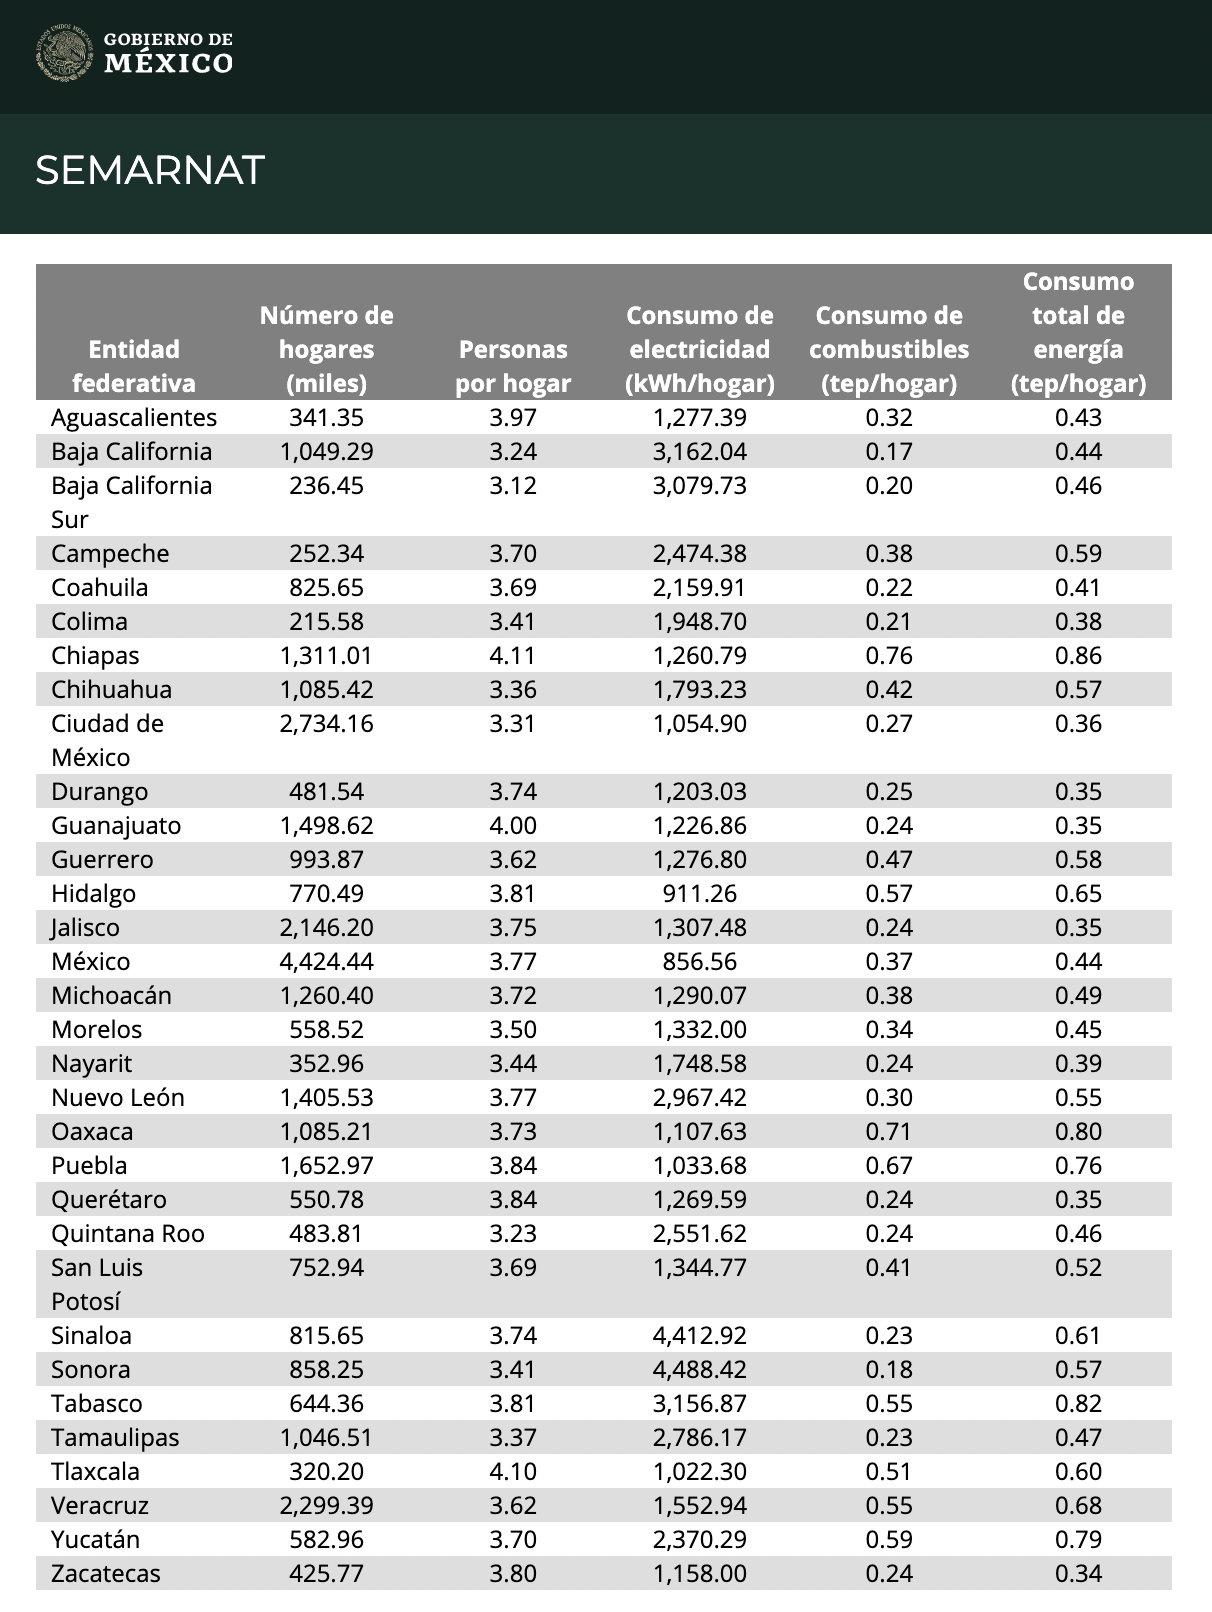 GOBIERNO DE
MÉXICO
SEMARNAT
Entidad federativa Número de hogares (miles) Personas por hogar Consumo de electricidad (kWh/hogar) Consumo de combustibles (tep/hogar) Consumo total de energía (tep/hogar)
Aguascalientes 341.35 3.97 1,277.39 0.32 0.43
Baja California 1,049.29 3.24 3,162.04 0.17 0.44
Baja California Sur 236.45 3.12 3,079.73 0.20 0.46
Campeche 252.34 3.70 2,474.38 0.38 0.59
Coahuila 825.65 3.69 2,159.91 0.22 0.41
Colima 215.58 3.41 1,948.70 0.21 0.38
Chiapas 1,311.01 4.11 1,260.79 0.76 0.86
Chihuahua 1,085.42 3.36 1,793.23 0.42 0.57
Ciudad de México 2,734.16 3.31 1,054.90 0.27 0.36
Durango 481.54 3.74 1,203.03 0.25 0.35
Guanajuato 1,498.62 4.00 1,226.86 0.24 0.35
Guerrero 993.87 3.62 1,276.80 0.47 0.58
Hidalgo 770.49 3.81 911.26 0.57 0.65
Jalisco 2,146.20 3.75 1,307.48 0.24 0.35
México 4,424.44 3.77 856.56 0.37 0.44
Michoacán 1,260.40 3.72 1,290.07 0.38 0.49
Morelos 558.52 3.50 1,332.00 0.34 0.45
Nayarit 352.96 3.44 1,748.58 0.24 0.39
Nuevo León 1,405.53 3.77 2,967.42 0.30 0.55
Oaxaca 1,085.21 3.73 1,107.63 0.71 0.80
Puebla 1,652.97 3.84 1,033.68 0.67 0.76
Querétaro 550.78 3.84 1,269.59 0.24 0.35
Quintana Roo 483.81 3.23 2,551.62 0.24 0.46
San Luis Potosí 752.94 3.69 1,344.77 0.41 0.52
Sinaloa 815.65 3.74 4,412.92 0.23 0.61
Sonora 858.25 3.41 4,488.42 0.18 0.57
Tabasco 644.36 3.81 3,156.87 0.55 0.82
Tamaulipas 1,046.51 3.37 2,786.17 0.23 0.47
Tlaxcala 320.20 4.10 1,022.30 0.51 0.60
Veracruz 2,299.39 3.62 1,552.94 0.55 0.68
Yucatán 582.96 3.70 2,370.29 0.59 0.79
Zacatecas 425.77 3.80 1,158.00 0.24 0.34